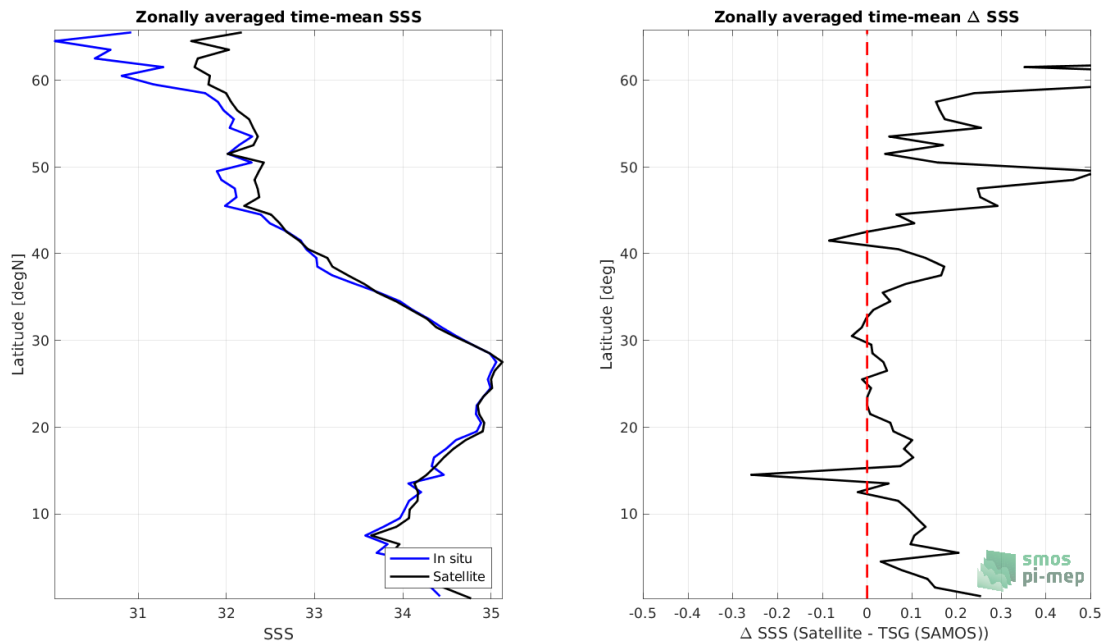 Zonally averaged time-mean SSS
60
50
40
30
20
10
Latitude [degN]
31
32
33
34
35
SSS
In situ
Satellite
Zonally averaged time-mean Δ SSS
60
50
40
30
20
10
Latitude [deg]
-0.5
-0.4
-0.3
-0.2
-0.1
0
0.1
0.2
0.3
0.4
0.5
Δ SSS (Satellite - TSG (SAMOS))
smos
pi-mep